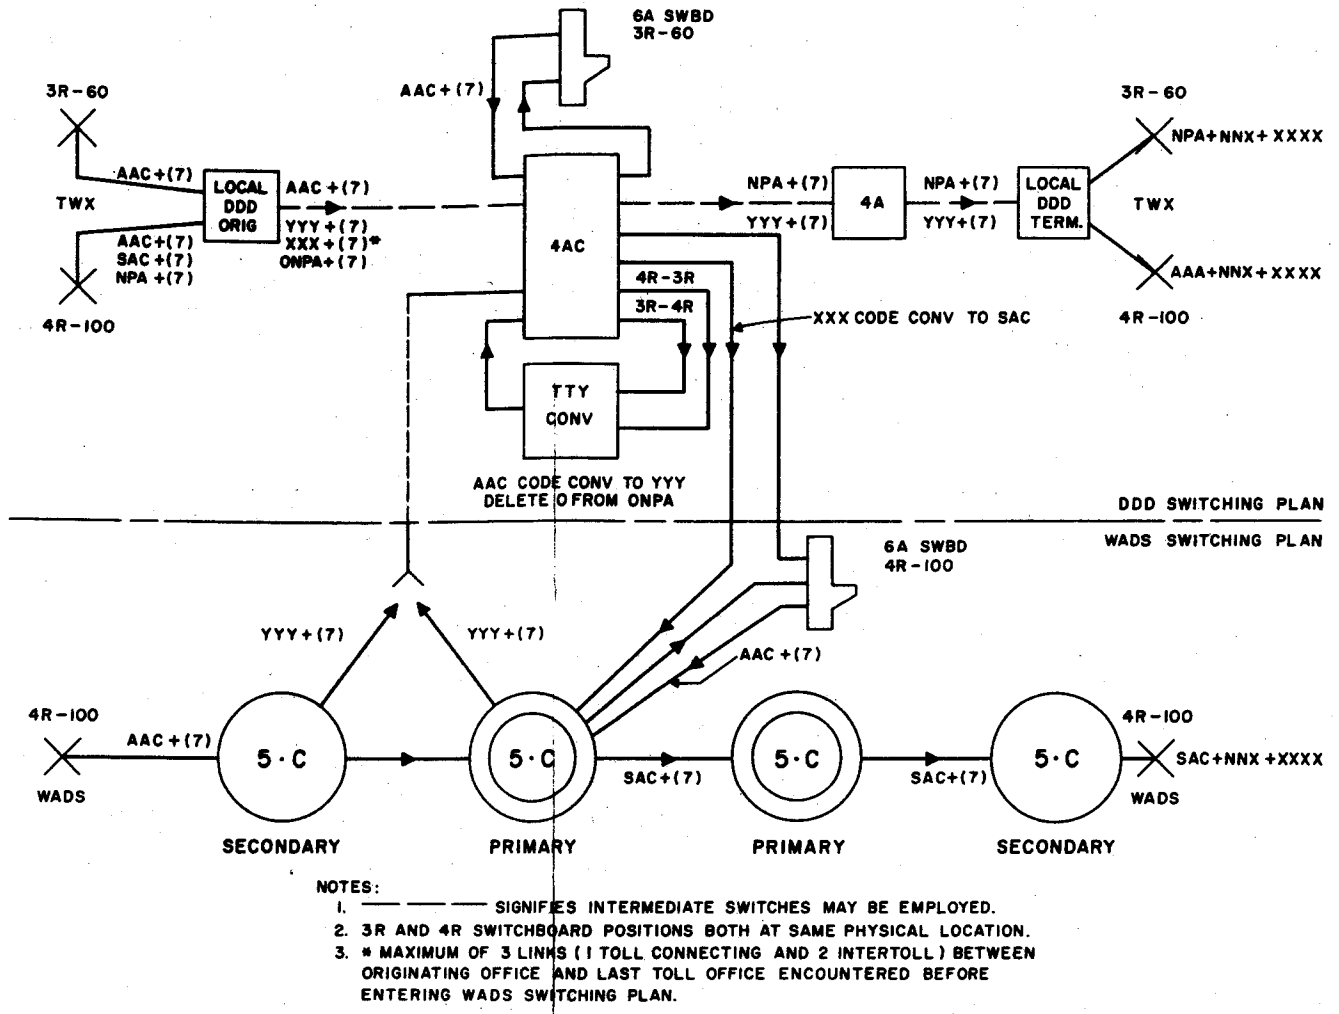 6A SWBD
3R-60
AAC+(7)
3R-60
AAC+(7)
TWX
AAC+(7)
SAC+(7)
NPA+(7)
4R-100
LOCAL
DDD
ORIG
AAC+(7)
YYY+(7)
XXX+(7)*
ONPA+(7)
4AC
NPA+(7)
YYY+(7)
4A
NPA+(7)
YYY+(7)
LOCAL
DDD
TERM.
3R-60
NPA+NNX+XXXX
TWX
AAA+NNX+XXXX
4R-100
4R-3R
3R-4R
XXX CODE CONV TO SAC
TTY
CONV
AAC CODE CONV TO YYY
DELETE O FROM ONPA
DDD SWITCHING PLAN
WADS SWITCHING PLAN
6A SWBD
4R-100
YYY+(7)
YYY+(7)
AAC+(7)
4R-100
AAC+(7)
WADS
5·C
SECONDARY
5·C
PRIMARY
SAC+(7)
5·C
PRIMARY
SAC+(7)
5·C
SECONDARY
4R-100
SAC+NNX+XXXX
WADS
NOTES:
1. — — — SIGNIFIES INTERMEDIATE SWITCHES MAY BE EMPLOYED.
2. 3R AND 4R SWITCHBOARD POSITIONS BOTH AT SAME PHYSICAL LOCATION.
3. * MAXIMUM OF 3 LINKS (1 TOLL CONNECTING AND 2 INTERTOLL) BETWEEN
ORIGINATING OFFICE AND LAST TOLL OFFICE ENCOUNTERED BEFORE
ENTERING WADS SWITCHING PLAN.